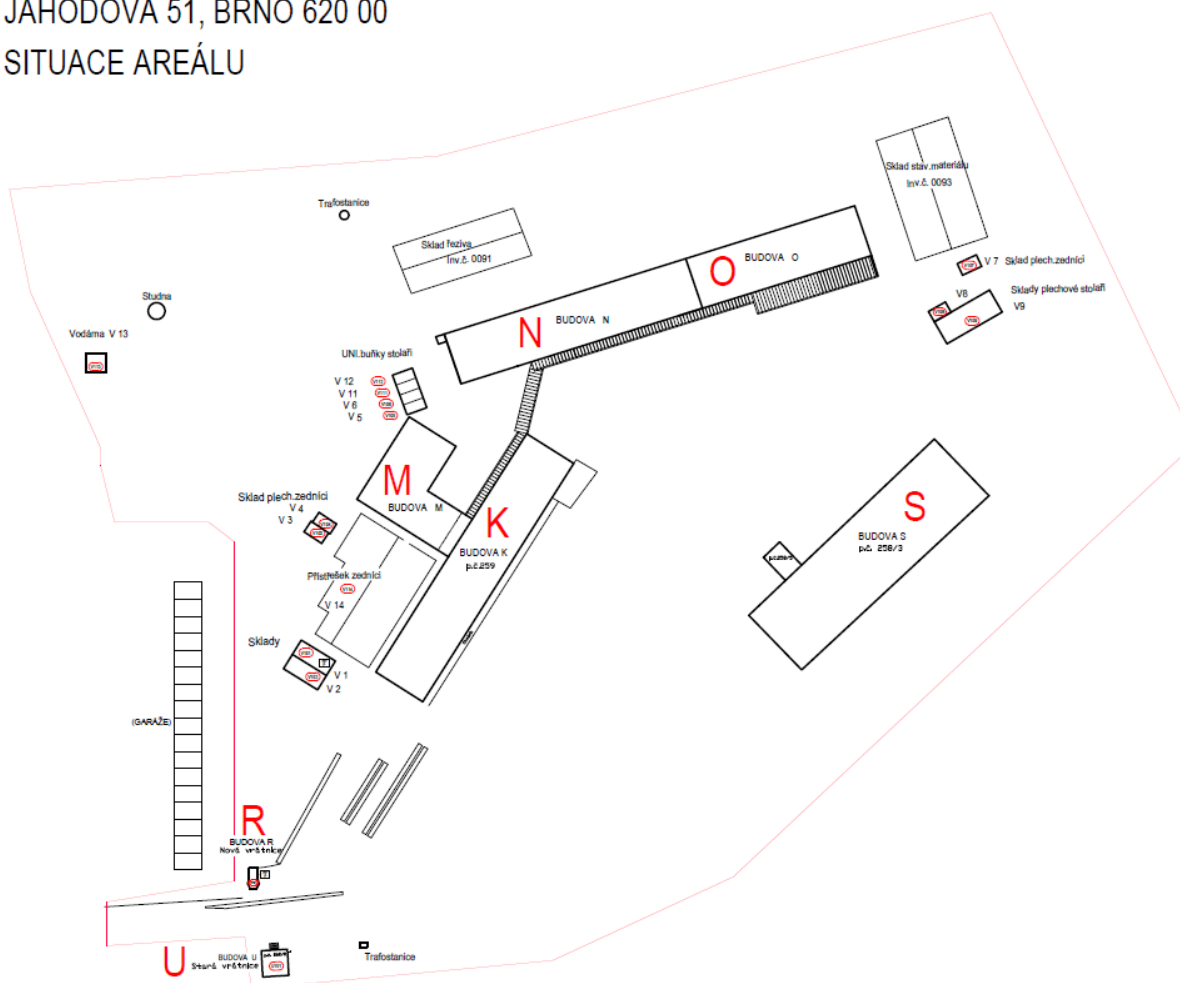 JAHODOVÁ 51, BRNO 620 00
SITUACE AREÁLU
Sklad stav.materiálu
Inv.č. 0093
Trafostanice
Sklad řeziva
Inv.č. 0091
O
BUDOVA O
V 7 Sklad plech.zedníci
Studna
V8
Sklady plechové stolaři
V9
N
BUDOVA N
Vodárna V 13
UNI.buňky stolaři
V 12
V 11
V 6
V 5
M
BUDOVA M
Sklad plech.zedníci
V 4
V 3
K
BUDOVA K
p.č.259
S
BUDOVA S
p.č. 258/3
Přístřešek zedníci
V 14
Sklady
V 1
V 2
(GARÁŽE)
R
BUDOVA R
Nová vrátnice
U
BUDOVA U
Stará vrátnice
Trafostanice